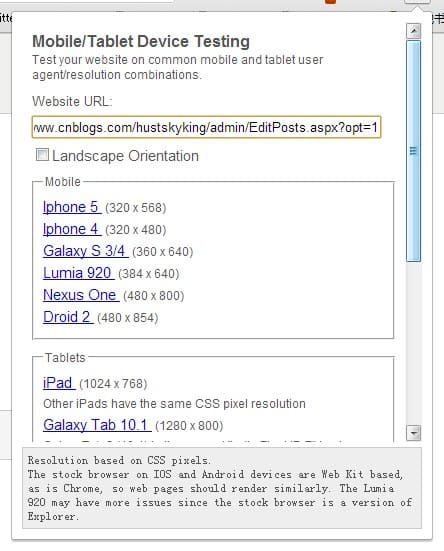 Mobile/Tablet Device Testing
Test your website on common mobile and tablet user
agent/resolution combinations.
Website URL:
www.cnblogs.com/hustskyking/admin/EditPosts.aspx?opt=1
Landscape Orientation
Mobile
Iphone 5 (320 x 568)
Iphone 4 (320 x 480)
Galaxy S 3/4 (360 x 640)
Lumia 920 (384 x 640)
Nexus One (480 x 800)
Droid 2 (480 x 854)
Tablets
iPad (1024 x 768)
Other iPads have the same CSS pixel resolution
Galaxy Tab 10.1 (1280 x 800)
Resolution based on CSS pixels.
The stock browser on IOS and Android devices are Web Kit based,
as is Chrome, so web pages should render similarly. The Lumia
920 may have more issues since the stock browser is a version of
Explorer.